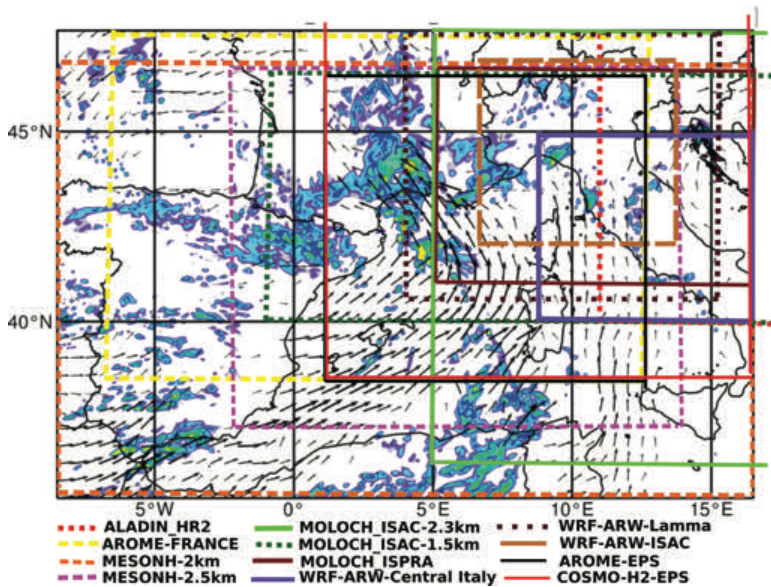 45°N
40°N
5°W 0° 5°E 10°E 15°E
ALADIN_HR2 MOLOCH_ISAC-2.3km WRF-ARW-Lamma
AROME-FRANCE MOLOCH_ISAC-1.5km WRF-ARW-ISAC
MESONH-2km MOLOCH_ISPRA AROME-EPS
MESONH-2.5km WRF-ARW-Central Italy COSMO-H2-EPS